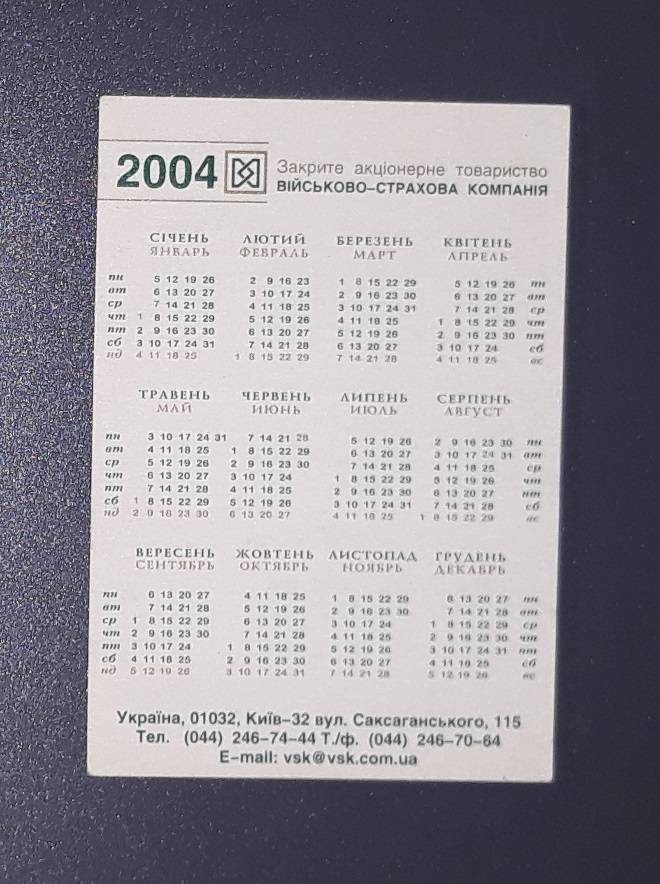 2004 Закрите акціонерне товариство
ВІЙСЬКОВО-СТРАХОВА КОМПАНІЯ
СІЧЕНЬ ЛЮТИЙ БЕРЕЗЕНЬ КВІТЕНЬ
ЯНВАРЬ ФЕВРАЛЬ МАРТ АПРЕЛЬ
пн 5 12 19 26 2 9 16 23 1 8 15 22 29 5 12 19 26 пн
вт 6 13 20 27 3 10 17 24 2 9 16 23 30 6 13 20 27 вт
ср 7 14 21 28 4 11 18 25 3 10 17 24 31 7 14 21 28 ср
чт 1 8 15 22 29 5 12 19 26 4 11 18 25 1 8 15 22 29 чт
пт 2 9 16 23 30 6 13 20 27 5 12 19 26 2 9 16 23 30 пт
сб 3 10 17 24 31 7 14 21 28 6 13 20 27 3 10 17 24 сб
нд 4 11 18 25 1 8 15 22 29 7 14 21 28 4 11 18 25 вс
ТРАВЕНЬ ЧЕРВЕНЬ ЛИПЕНЬ СЕРПЕНЬ
МАЙ ИЮНЬ ИЮЛЬ АВГУСТ
пн 3 10 17 24 31 7 14 21 28 5 12 19 26 2 9 16 23 30 пн
вт 4 11 18 25 1 8 15 22 29 6 13 20 27 3 10 17 24 31 вт
ср 5 12 19 26 2 9 16 23 30 7 14 21 28 4 11 18 25 ср
чт 6 13 20 27 3 10 17 24 1 8 15 22 29 5 12 19 26 чт
пт 7 14 21 28 4 11 18 25 2 9 16 23 30 6 13 20 27 пт
сб 1 8 15 22 29 5 12 19 26 3 10 17 24 31 7 14 21 28 сб
нд 2 9 16 23 30 6 13 20 27 4 11 18 25 1 8 15 22 29 вс
ВЕРЕСЕНЬ ЖОВТЕНЬ ЛИСТОПАД ГРУДЕНЬ
СЕНТЯБРЬ ОКТЯБРЬ НОЯБРЬ ДЕКАБРЬ
пн 6 13 20 27 4 11 18 25 1 8 15 22 29 6 13 20 27 пн
вт 7 14 21 28 5 12 19 26 2 9 16 23 30 7 14 21 28 вт
ср 1 8 15 22 29 6 13 20 27 3 10 17 24 1 8 15 22 29 ср
чт 2 9 16 23 30 7 14 21 28 4 11 18 25 2 9 16 23 30 чт
пт 3 10 17 24 1 8 15 22 29 5 12 19 26 3 10 17 24 31 пт
сб 4 11 18 25 2 9 16 23 30 6 13 20 27 4 11 18 25 сб
нд 5 12 19 26 3 10 17 24 31 7 14 21 28 5 12 19 26 вс
Україна, 01032, Київ-32 вул. Саксаганського, 115
Тел. (044) 246-74-44 Т./ф. (044) 246-70-64
E-mail: vsk@vsk.com.ua